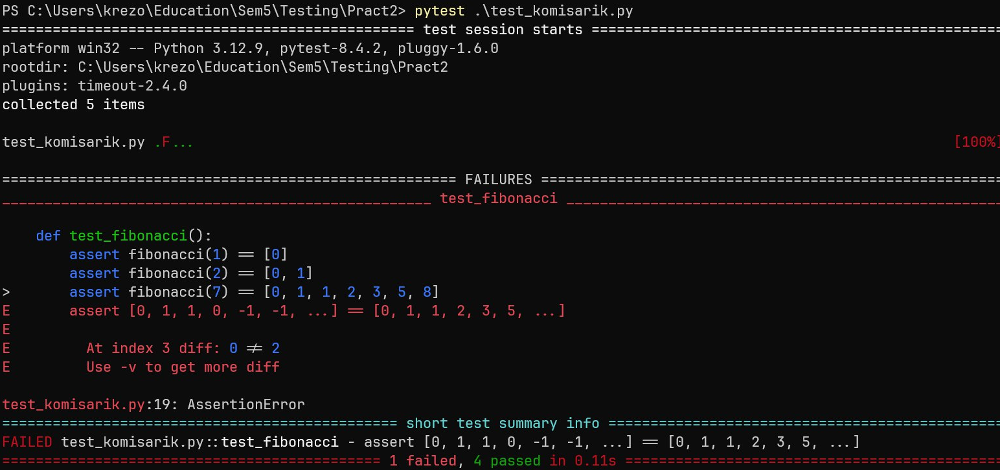 PS C:\Users\krezo\Education\Sem5\Testing\Pract2> pytest .\test_komisarik.py
================================================= test session starts =================================================
platform win32 -- Python 3.12.9, pytest-8.4.2, pluggy-1.6.0
rootdir: C:\Users\krezo\Education\Sem5\Testing\Pract2
plugins: timeout-2.4.0
collected 5 items
test_komisarik.py .F... [100%]
====================================================== FAILURES =======================================================
___________________________________________________ test_fibonacci ____________________________________________________
    def test_fibonacci():
        assert fibonacci(1) == [0]
        assert fibonacci(2) == [0, 1]
>       assert fibonacci(7) == [0, 1, 1, 2, 3, 5, 8]
E       assert [0, 1, 1, 0, -1, -1, ...] == [0, 1, 1, 2, 3, 5, ...]
E
E         At index 3 diff: 0 != 2
E         Use -v to get more diff
test_komisarik.py:19: AssertionError
=============================================== short test summary info ===============================================
FAILED test_komisarik.py::test_fibonacci - assert [0, 1, 1, 0, -1, -1, ...] == [0, 1, 1, 2, 3, 5, ...]
============================================= 1 failed, 4 passed in 0.11s =============================================